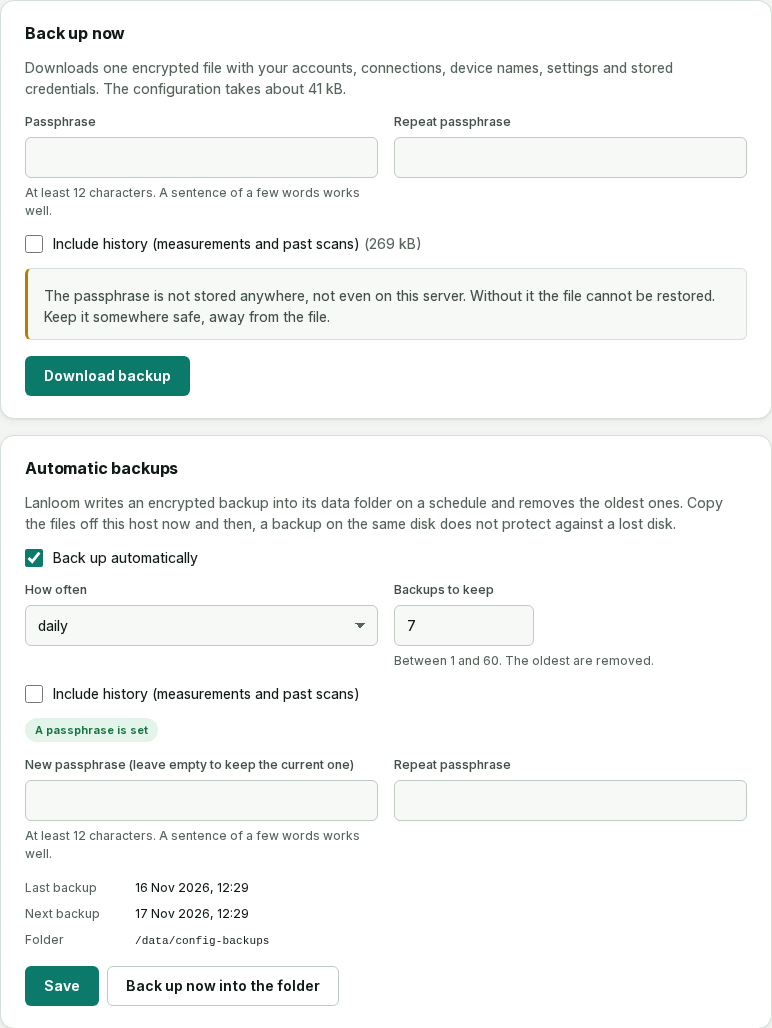 Back up now
Downloads one encrypted file with your accounts, connections, device names, settings and stored
credentials. The configuration takes about 41 kB.
Passphrase
Repeat passphrase
At least 12 characters. A sentence of a few words works
well.
Include history (measurements and past scans) (269 kB)
The passphrase is not stored anywhere, not even on this server. Without it the file cannot be restored.
Keep it somewhere safe, away from the file.
Download backup
Automatic backups
Lanloom writes an encrypted backup into its data folder on a schedule and removes the oldest ones. Copy
the files off this host now and then, a backup on the same disk does not protect against a lost disk.
Back up automatically
How often
Backups to keep
daily
7
Between 1 and 60. The oldest are removed.
Include history (measurements and past scans)
A passphrase is set
New passphrase (leave empty to keep the current one)
Repeat passphrase
At least 12 characters. A sentence of a few words works
well.
Last backup 16 Nov 2026, 12:29
Next backup 17 Nov 2026, 12:29
Folder /data/config-backups
Save
Back up now into the folder